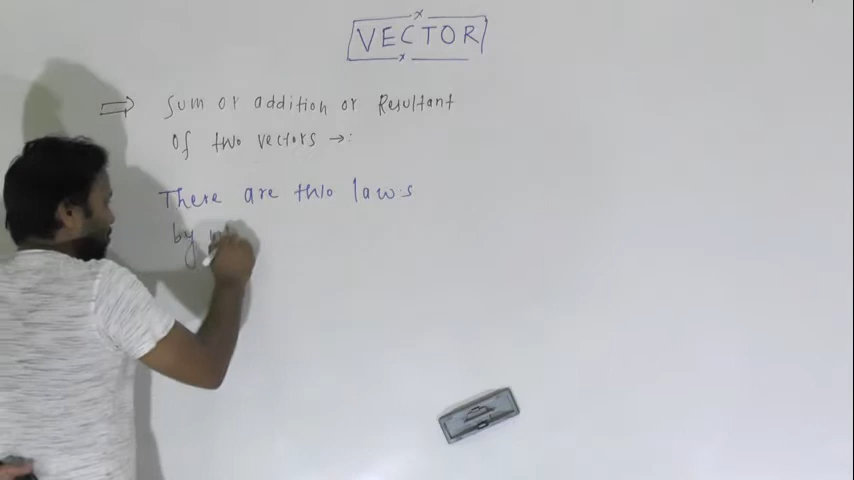 VECTOR
⇒ Sum or addition or Resultant
of two vectors →:
There are two laws
by